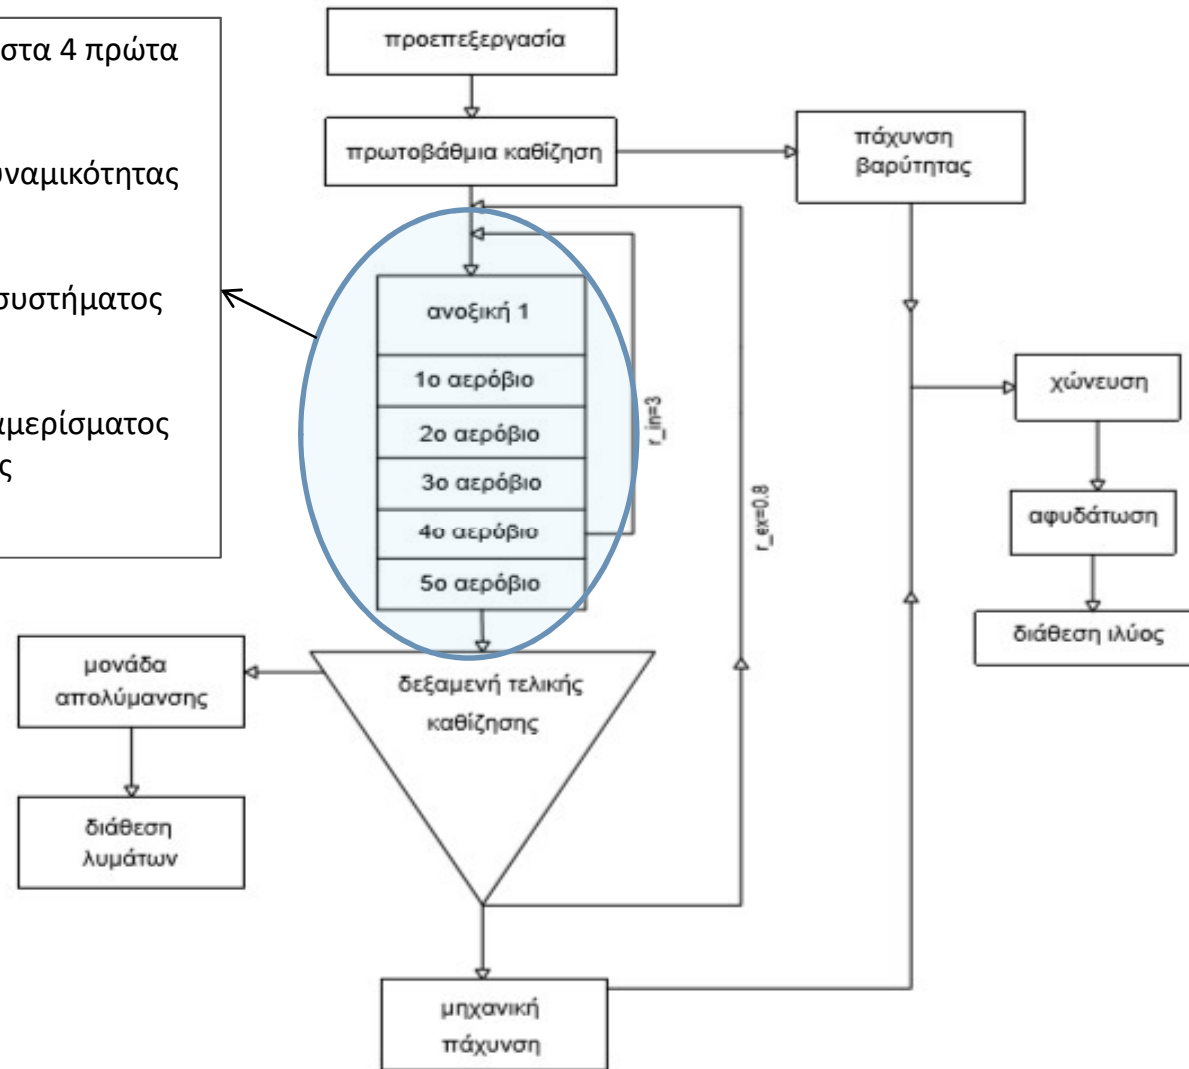 στα 4 πρώτα
υναμικότητας
συστήματος
αμερίσματος
ς
προεπεξεργασία
πρωτοβάθμια καθίζηση
πάχυνση
βαρύτητας
ανοξική 1
1ο αερόβιο
2ο αερόβιο
3ο αερόβιο
4ο αερόβιο
5ο αερόβιο
r_in=3
r_ex=0.8
χώνευση
αφυδάτωση
διάθεση ιλύος
μονάδα
απολύμανσης
δεξαμενή τελικής
καθίζησης
διάθεση
λυμάτων
μηχανική
πάχυνση